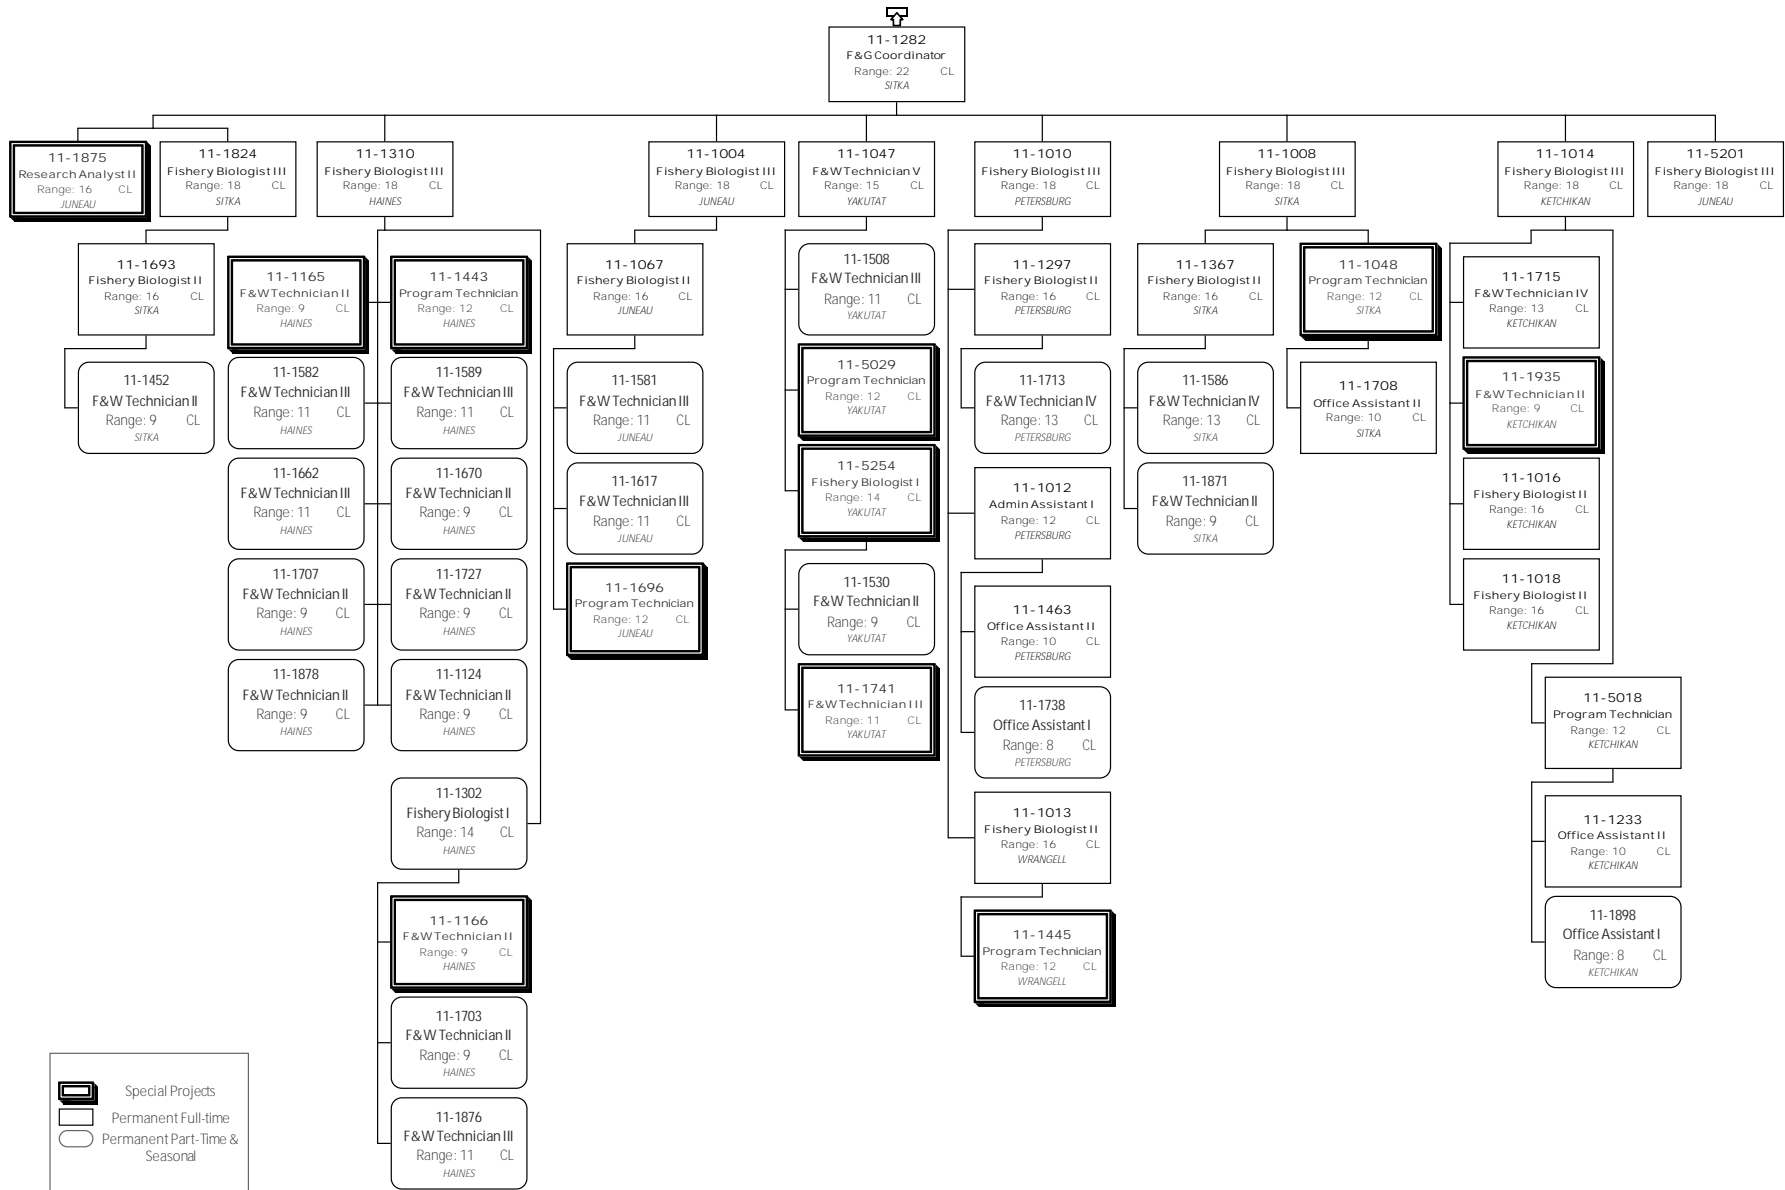 11-1282
F&G Coordinator
Range: 22 CL
SITKA
11-1875
Research Analyst II
Range: 16 CL
JUNEAU
11-1824
Fishery Biologist III
Range: 18 CL
SITKA
11-1310
Fishery Biologist III
Range: 18 CL
HAINES
11-1004
Fishery Biologist III
Range: 18 CL
JUNEAU
11-1047
F&W Technician V
Range: 15 CL
YAKUTAT
11-1010
Fishery Biologist III
Range: 18 CL
PETERSBURG
11-1008
Fishery Biologist III
Range: 18 CL
SITKA
11-1014
Fishery Biologist III
Range: 18 CL
KETCHIKAN
11-5201
Fishery Biologist III
Range: 18 CL
JUNEAU
11-1693
Fishery Biologist II
Range: 16 CL
SITKA
11-1452
F&W Technician II
Range: 9 CL
SITKA
11-1165
F&W Technician II
Range: 9 CL
HAINES
11-1443
Program Technician
Range: 12 CL
HAINES
11-1582
F&W Technician III
Range: 11 CL
HAINES
11-1589
F&W Technician III
Range: 11 CL
HAINES
11-1662
F&W Technician III
Range: 11 CL
HAINES
11-1670
F&W Technician II
Range: 9 CL
HAINES
11-1707
F&W Technician II
Range: 9 CL
HAINES
11-1727
F&W Technician II
Range: 9 CL
HAINES
11-1878
F&W Technician II
Range: 9 CL
HAINES
11-1124
F&W Technician II
Range: 9 CL
HAINES
11-1302
Fishery Biologist I
Range: 14 CL
HAINES
11-1166
F&W Technician II
Range: 9 CL
HAINES
11-1703
F&W Technician II
Range: 9 CL
HAINES
11-1876
F&W Technician III
Range: 11 CL
HAINES
11-1067
Fishery Biologist II
Range: 16 CL
JUNEAU
11-1581
F&W Technician III
Range: 11 CL
JUNEAU
11-1617
F&W Technician III
Range: 11 CL
JUNEAU
11-1696
Program Technician
Range: 12 CL
JUNEAU
11-1508
F&W Technician III
Range: 11 CL
YAKUTAT
11-5029
Program Technician
Range: 12 CL
YAKUTAT
11-5254
Fishery Biologist I
Range: 14 CL
YAKUTAT
11-1530
F&W Technician II
Range: 9 CL
YAKUTAT
11-1741
F&W Technician III
Range: 11 CL
YAKUTAT
11-1297
Fishery Biologist II
Range: 16 CL
PETERSBURG
11-1713
F&W Technician IV
Range: 13 CL
PETERSBURG
11-1012
Admin Assistant I
Range: 12 CL
PETERSBURG
11-1463
Office Assistant II
Range: 10 CL
PETERSBURG
11-1738
Office Assistant I
Range: 8 CL
PETERSBURG
11-1013
Fishery Biologist II
Range: 16 CL
WRANGELL
11-1445
Program Technician
Range: 12 CL
WRANGELL
11-1367
Fishery Biologist II
Range: 16 CL
SITKA
11-1586
F&W Technician IV
Range: 13 CL
SITKA
11-1871
F&W Technician II
Range: 9 CL
SITKA
11-1048
Program Technician
Range: 12 CL
SITKA
11-1708
Office Assistant II
Range: 10 CL
SITKA
11-1715
F&W Technician IV
Range: 13 CL
KETCHIKAN
11-1935
F&W Technician II
Range: 9 CL
KETCHIKAN
11-1016
Fishery Biologist II
Range: 16 CL
KETCHIKAN
11-1018
Fishery Biologist II
Range: 16 CL
KETCHIKAN
11-5018
Program Technician
Range: 12 CL
KETCHIKAN
11-1233
Office Assistant II
Range: 10 CL
KETCHIKAN
11-1898
Office Assistant I
Range: 8 CL
KETCHIKAN
Special Projects
Permanent Full-time
Permanent Part-Time &
Seasonal